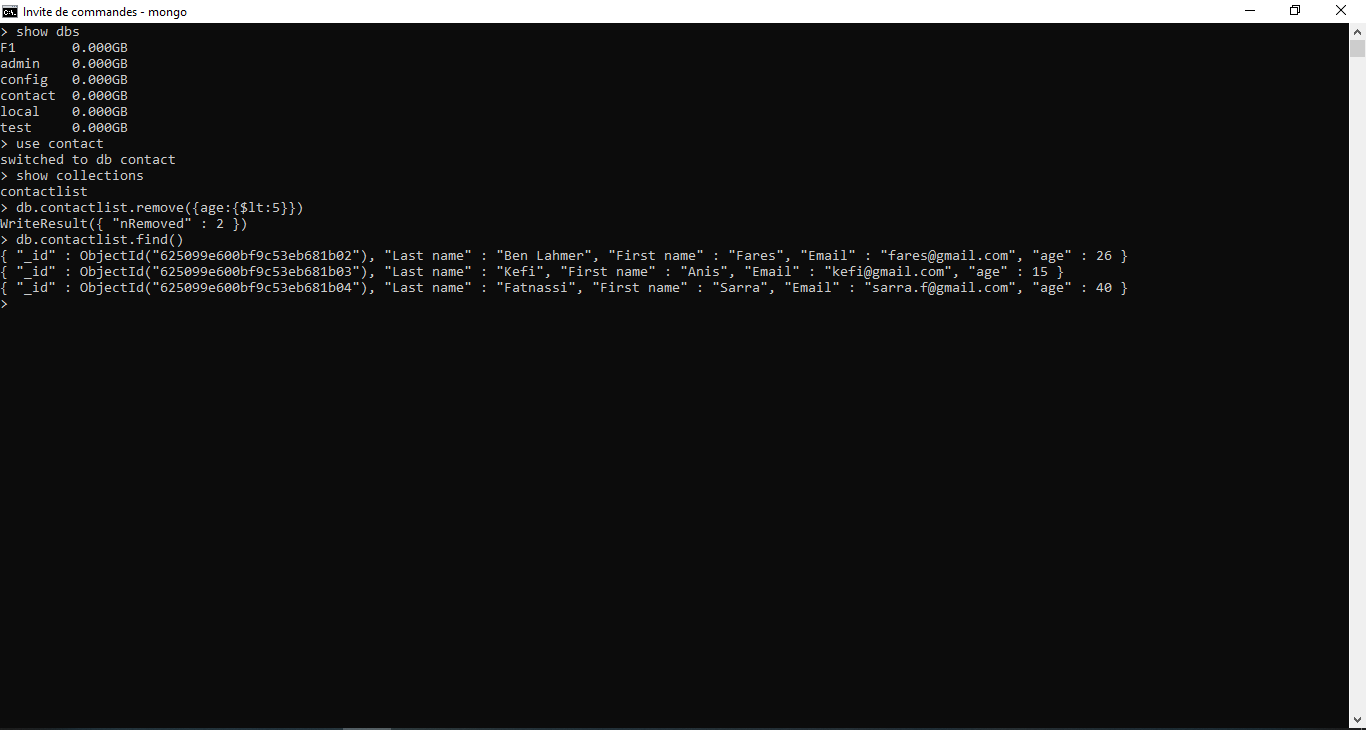 Invite de commandes - mongo
> show dbs
F1       0.000GB
admin    0.000GB
config   0.000GB
contact  0.000GB
local    0.000GB
test     0.000GB
> use contact
switched to db contact
> show collections
contactlist
> db.contactlist.remove({age:{$lt:5}})
WriteResult({ "nRemoved" : 2 })
> db.contactlist.find()
{ "_id" : ObjectId("625099e600bf9c53eb681b02"), "Last name" : "Ben Lahmer", "First name" : "Fares", "Email" : "fares@gmail.com", "age" : 26 }
{ "_id" : ObjectId("625099e600bf9c53eb681b03"), "Last name" : "Kefi", "First name" : "Anis", "Email" : "kefi@gmail.com", "age" : 15 }
{ "_id" : ObjectId("625099e600bf9c53eb681b04"), "Last name" : "Fatnassi", "First name" : "Sarra", "Email" : "sarra.f@gmail.com", "age" : 40 }
>